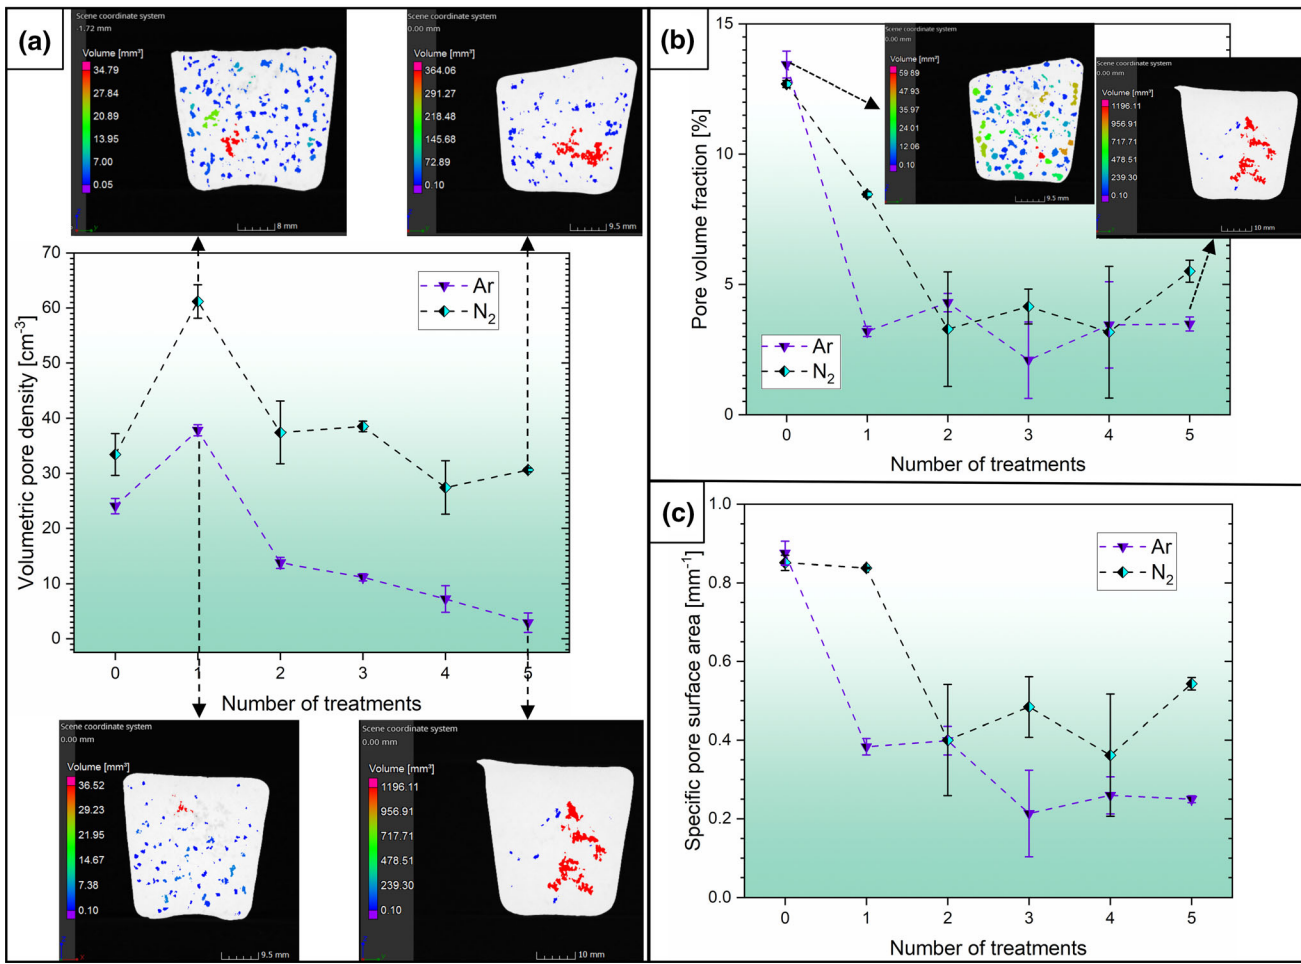 (a)
Scene coordinate system
-1.72 mm
Volume [mm³]
34.79
27.84
20.89
13.95
7.00
0.05
8 mm
Scene coordinate system
0.00 mm
Volume [mm³]
364.06
291.27
218.48
145.68
72.89
0.10
9.5 mm
Volumetric pore density [cm⁻³]
70
60
50
40
30
20
10
0
Ar
N₂
0 1 2 3 4 5
Number of treatments
Scene coordinate system
0.00 mm
Volume [mm³]
36.52
29.23
21.95
14.67
7.38
0.10
9.5 mm
Scene coordinate system
0.00 mm
Volume [mm³]
1196.11
956.91
717.71
478.51
239.30
0.10
10 mm
(b)
Pore volume fraction [%]
15
10
5
0
Scene coordinate system
0.00 mm
Volume [mm³]
59.89
47.93
35.97
24.01
12.06
0.10
9.5 mm
Scene coordinate system
0.00 mm
Volume [mm³]
1196.11
956.91
717.71
478.51
239.30
0.10
10 mm
Ar
N₂
0 1 2 3 4 5
Number of treatments
(c)
Specific pore surface area [mm⁻¹]
1.0
0.8
0.6
0.4
0.2
0.0
Ar
N₂
0 1 2 3 4 5
Number of treatments